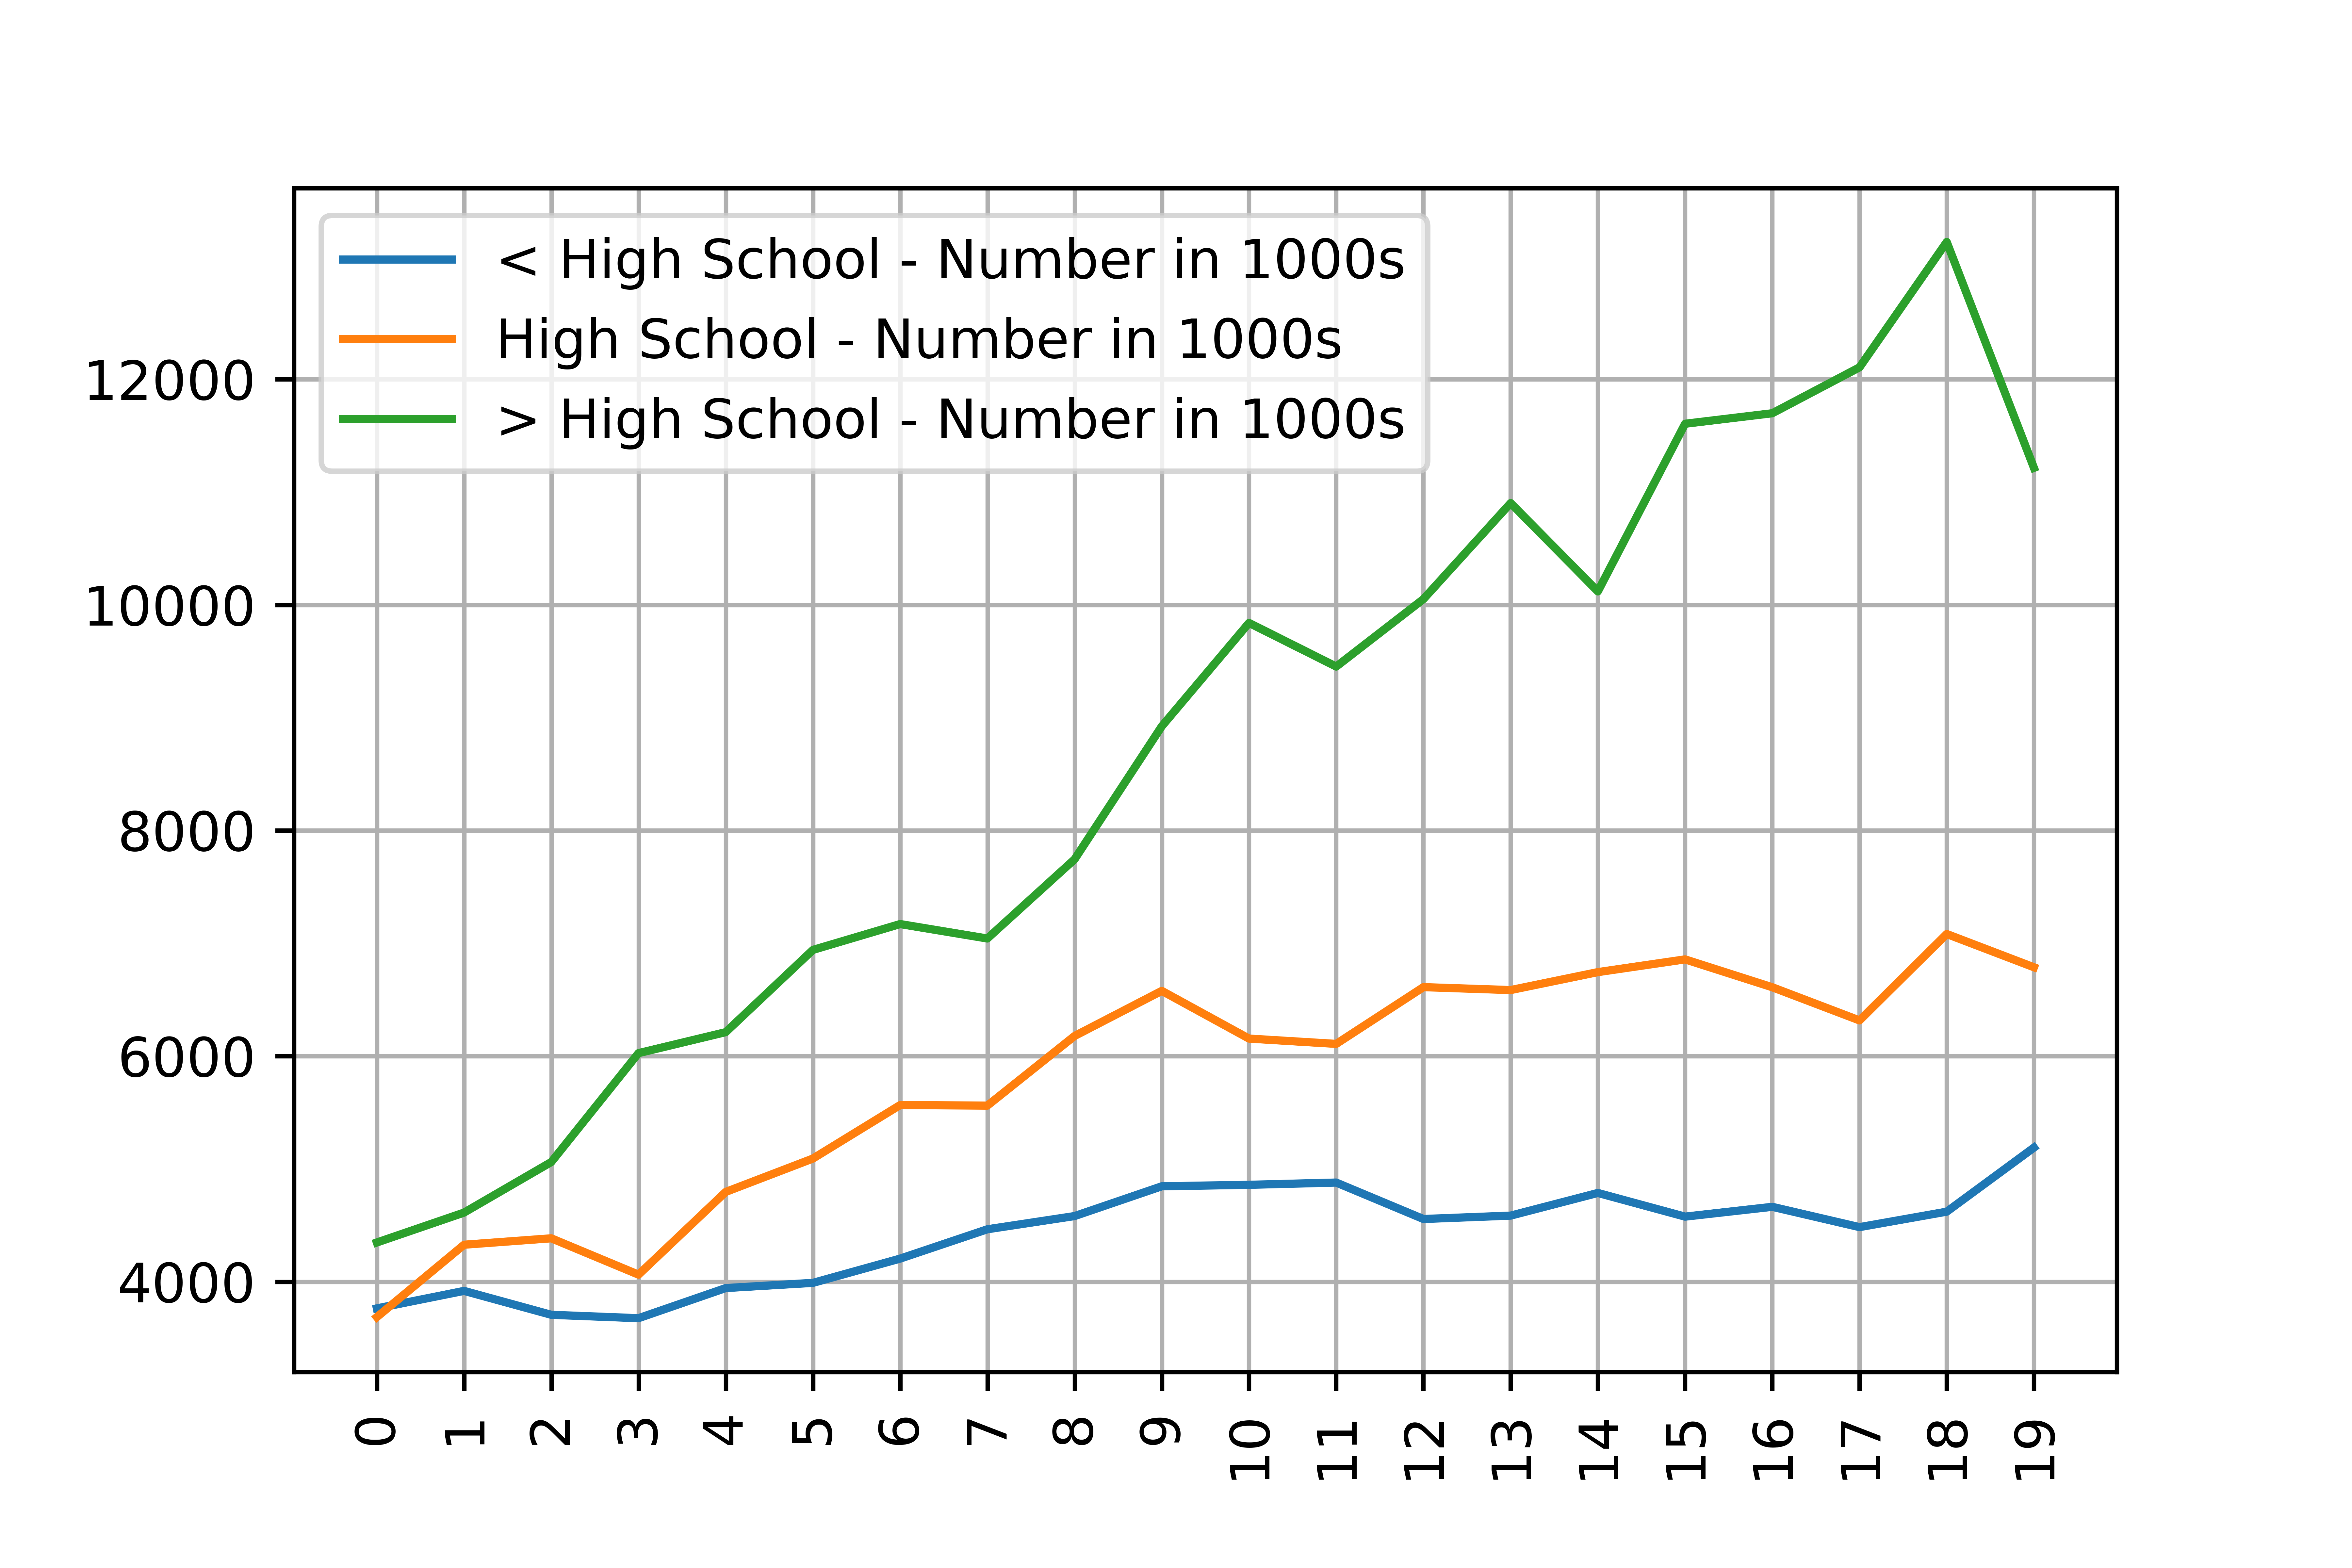 < High School - Number in 1000s
High School - Number in 1000s
> High School - Number in 1000s
12000
10000
8000
6000
4000
0 1 2 3 4 5 6 7 8 9 10 11 12 13 14 15 16 17 18 19